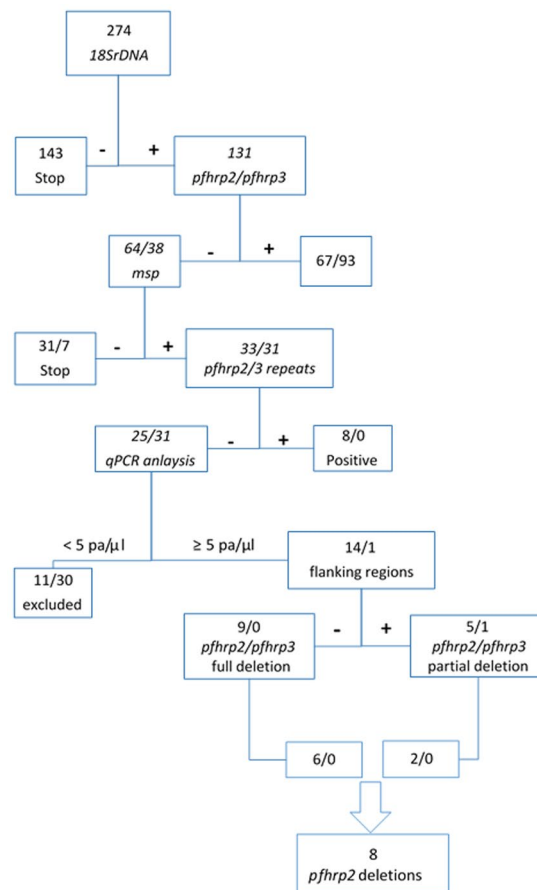 274
18SrDNA
- +
143
Stop
131
pfhrp2/pfhrp3
- +
64/38
msp
67/93
- +
31/7
Stop
33/31
pfhrp2/3 repeats
- +
25/31
qPCR anlaysis
8/0
Positive
< 5 pa/µl ≥ 5 pa/µl
11/30
excluded
14/1
flanking regions
- +
9/0
pfhrp2/pfhrp3
full deletion
5/1
pfhrp2/pfhrp3
partial deletion
6/0
2/0
8
pfhrp2 deletions